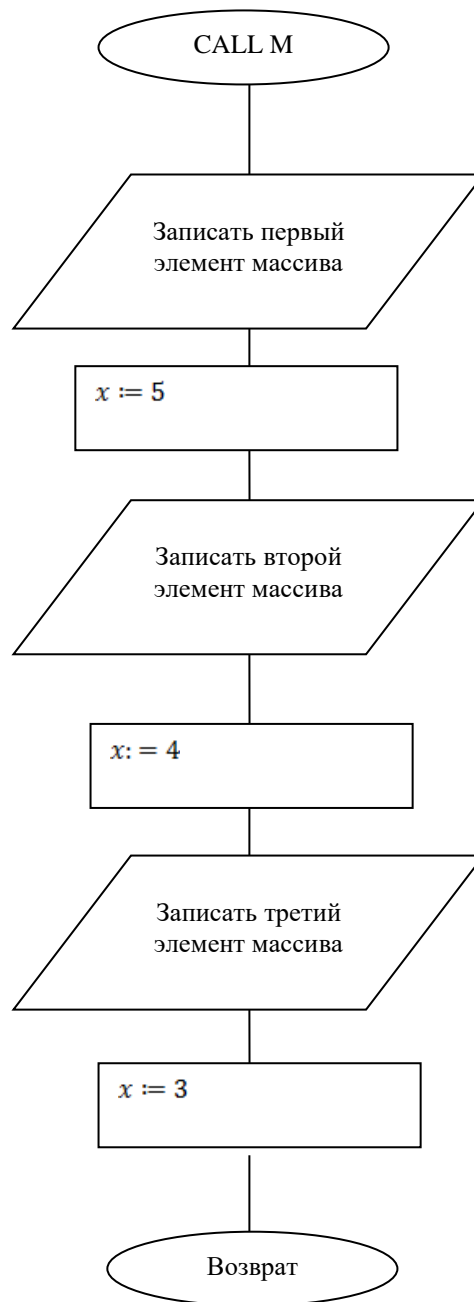 CALL M
Записать первый
элемент массива
x := 5
Записать второй
элемент массива
x: = 4
Записать третий
элемент массива
x := 3
Возврат